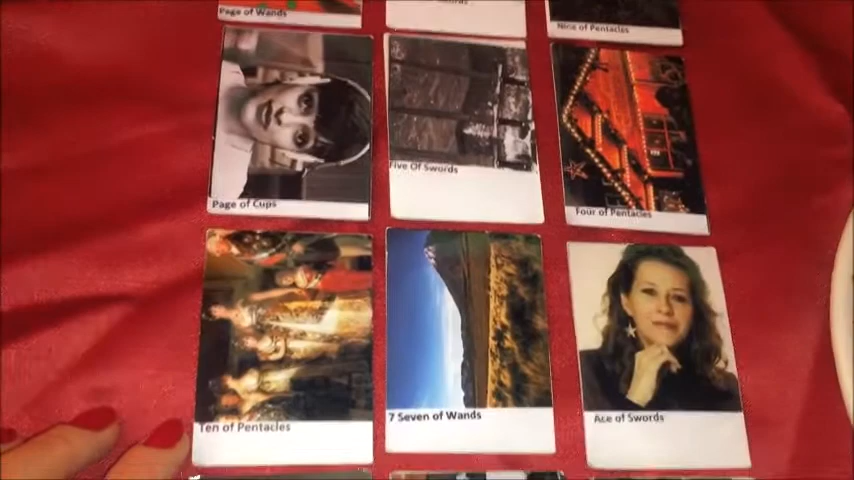 Page of Wands
Nine of Pentacles
Page of Cups
Five Of Swords
Four of Pentacles
Ten of Pentacles
7 Seven of Wands
Ace of Swords